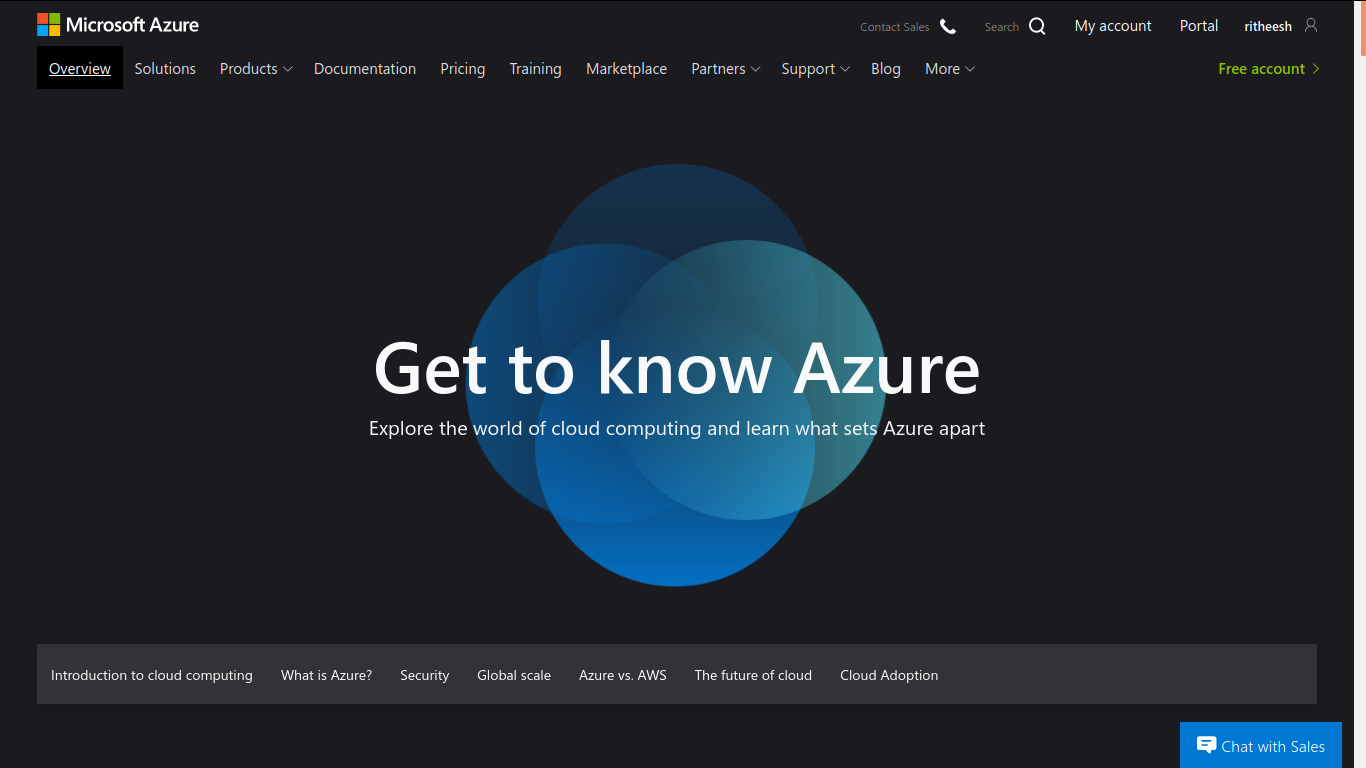 Microsoft Azure
Contact Sales Search My account Portal ritheesh
Overview Solutions Products Documentation Pricing Training Marketplace Partners Support Blog More Free account
Get to know Azure
Explore the world of cloud computing and learn what sets Azure apart
Introduction to cloud computing What is Azure? Security Global scale Azure vs. AWS The future of cloud Cloud Adoption
Chat with Sales